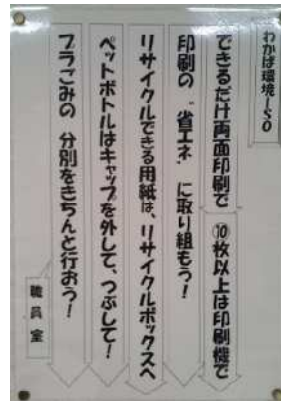 わかば環境ISO
できるだけ両面印刷で ⑩枚以上は印刷機で
印刷の“省エネ”に取り組もう！
リサイクルできる用紙は、リサイクルボックスへ
ペットボトルはキャップを外して、つぶして！
プラごみの 分別をきちんと行おう！
職員室